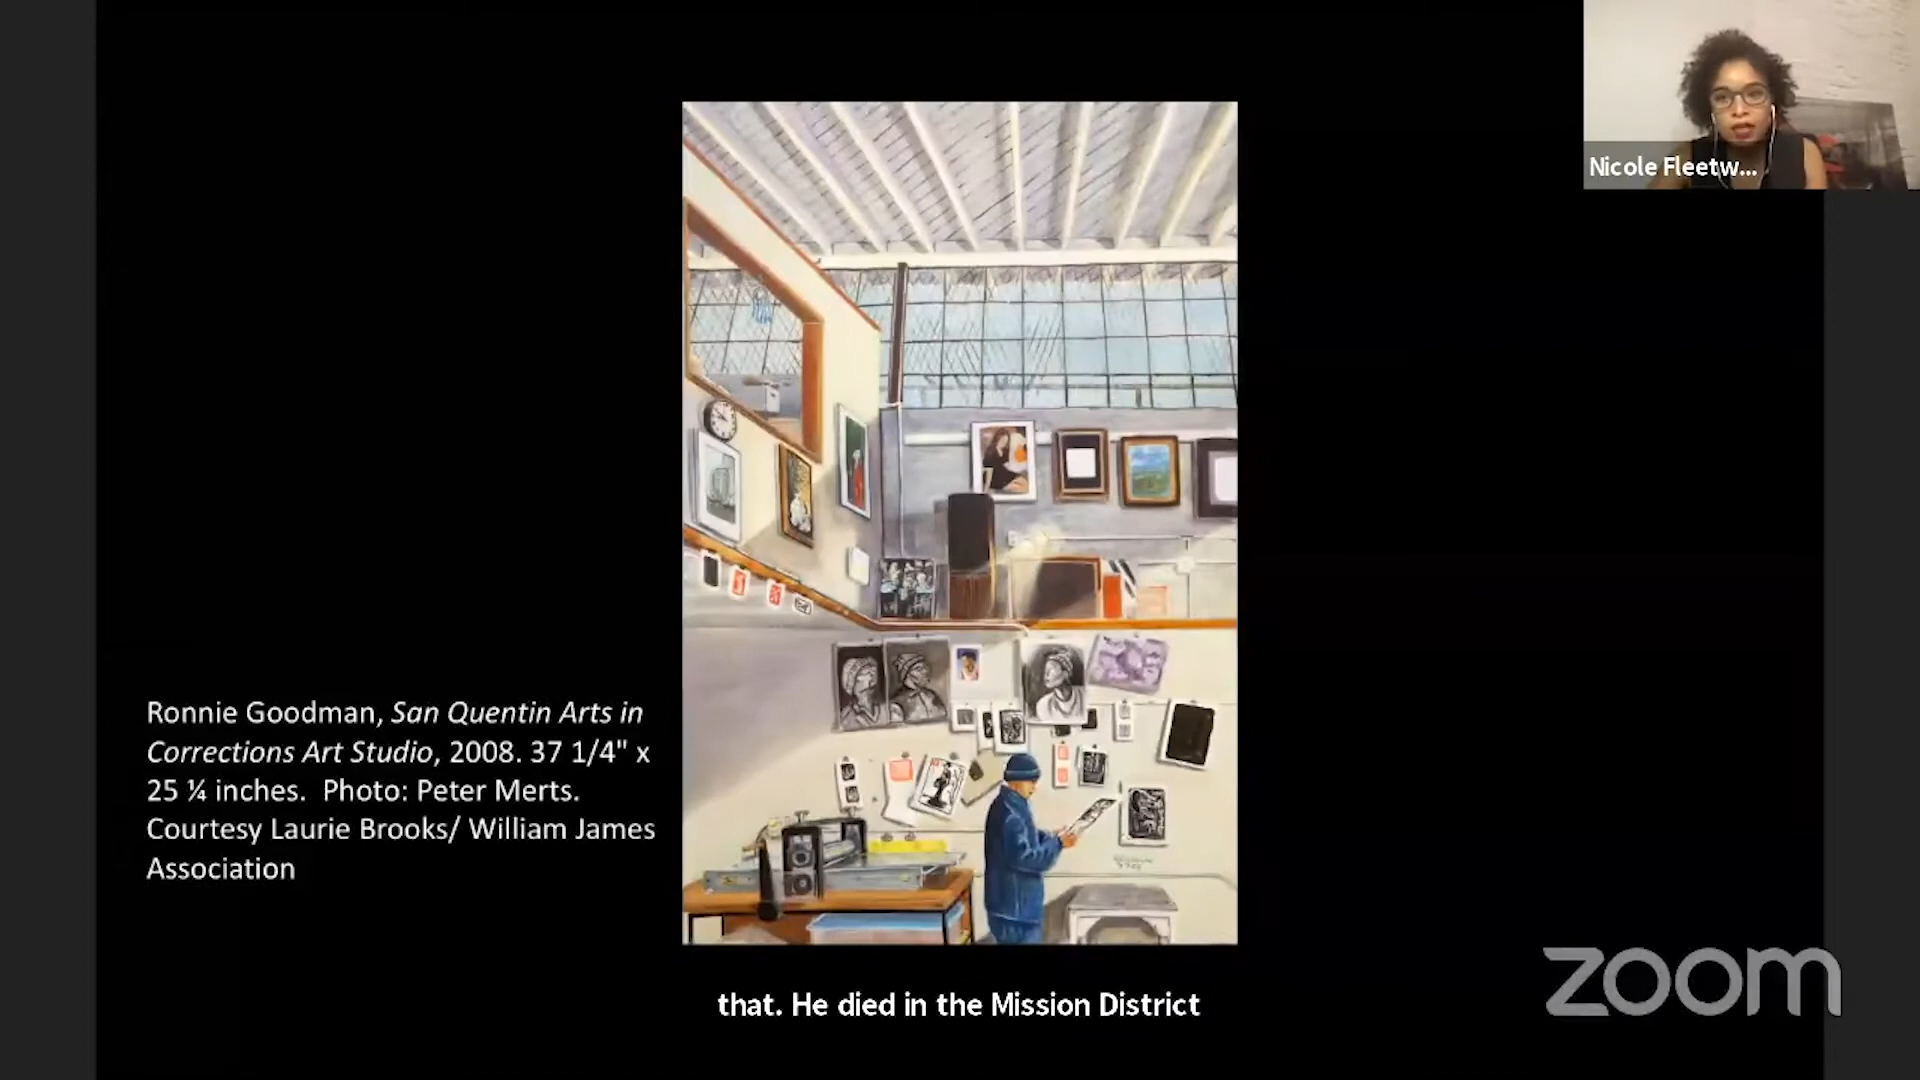 Nicole Fleetw...
Ronnie Goodman, San Quentin Arts in
Corrections Art Studio, 2008. 37 1/4" x
25 ¼ inches.  Photo: Peter Merts.
Courtesy Laurie Brooks/ William James
Association
that. He died in the Mission District
zoom